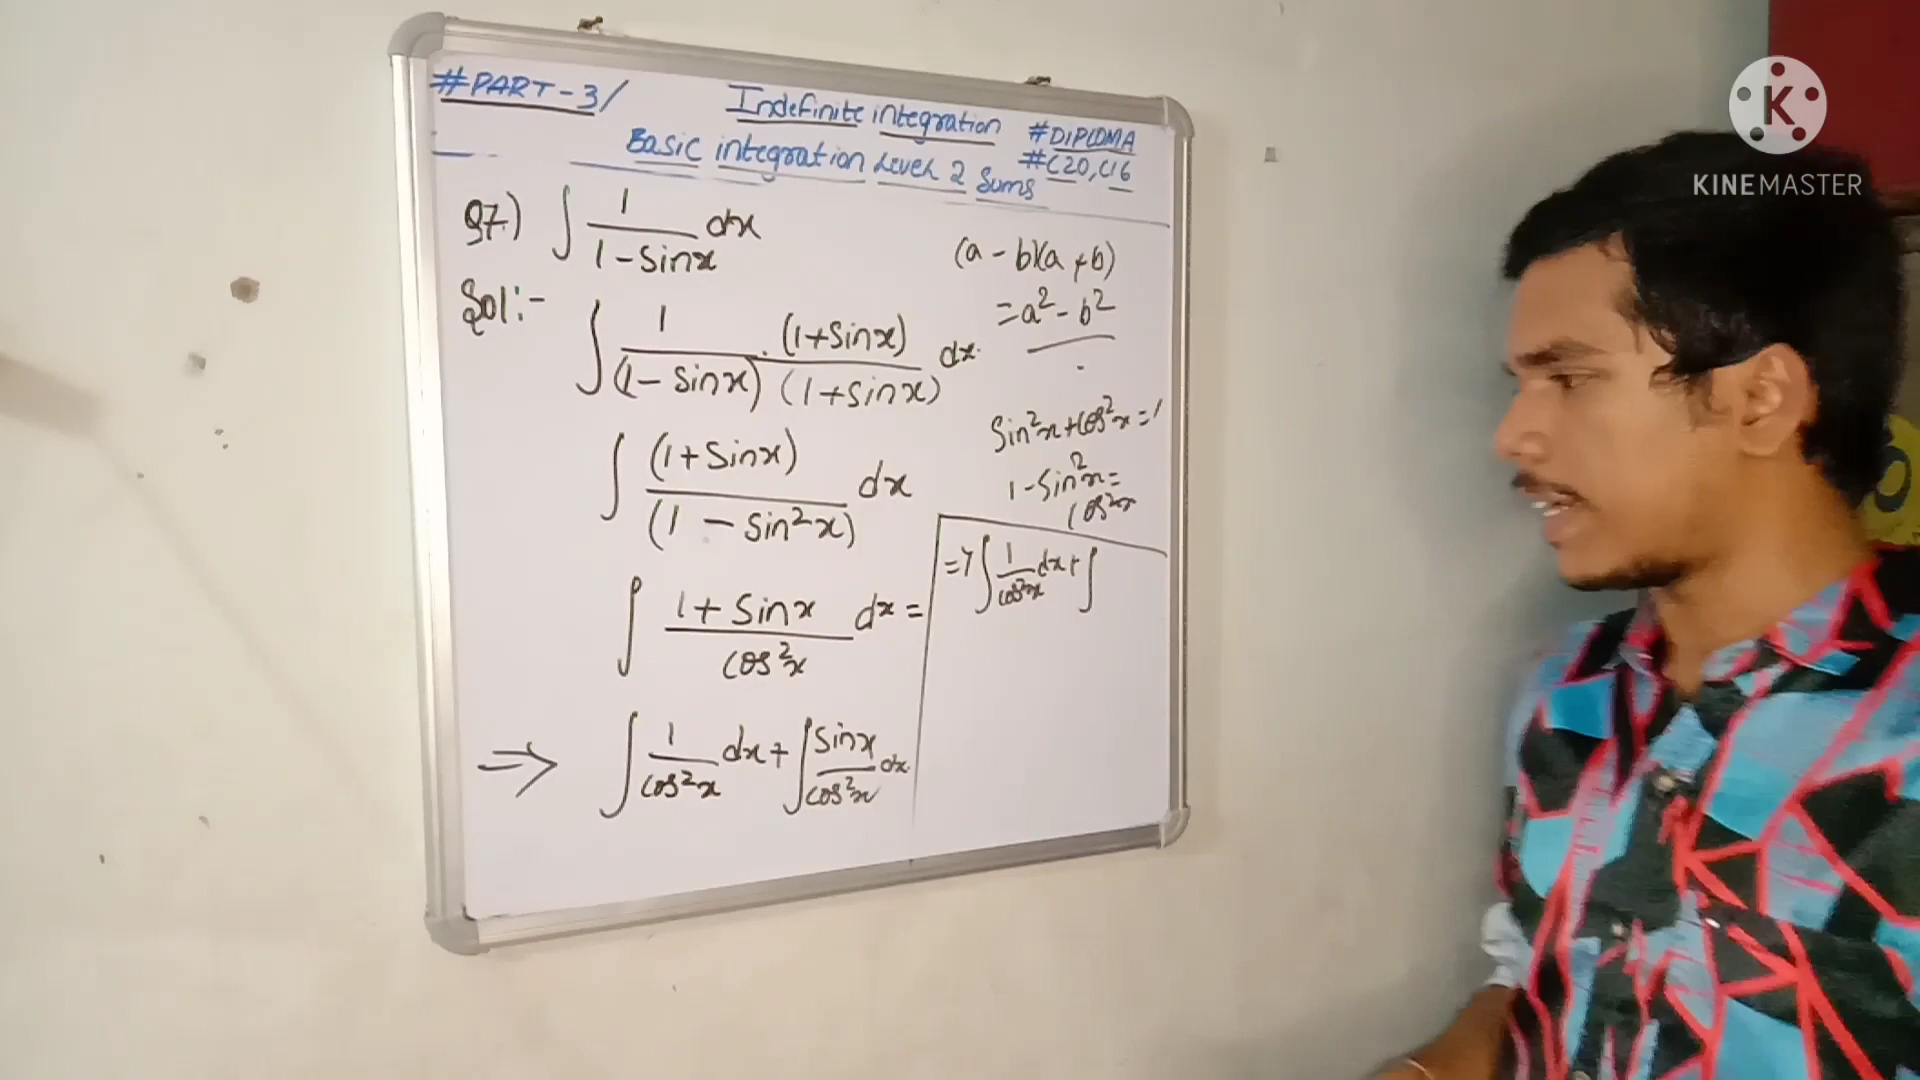 #PART-3/
Indefinite integration #DIPLOMA
Basic integration Level 2 Sums #C20, C16
97.) ∫ 1/(1-sinx) dx
Sol:-
∫ 1/(1-sinx) . (1+sinx)/(1+sinx) dx.
∫ (1+sinx)/(1-sin²x) dx
∫ (1+sinx)/cos²x dx =
⇒ ∫ 1/cos²x dx + ∫ sinx/cos²x dx
(a-b)(a+b)
= a² - b²
sin²x+cos²x=1
1-sin²x=
cos²x
=> ∫ 1/cos²x dx + ∫
K
KINEMASTER